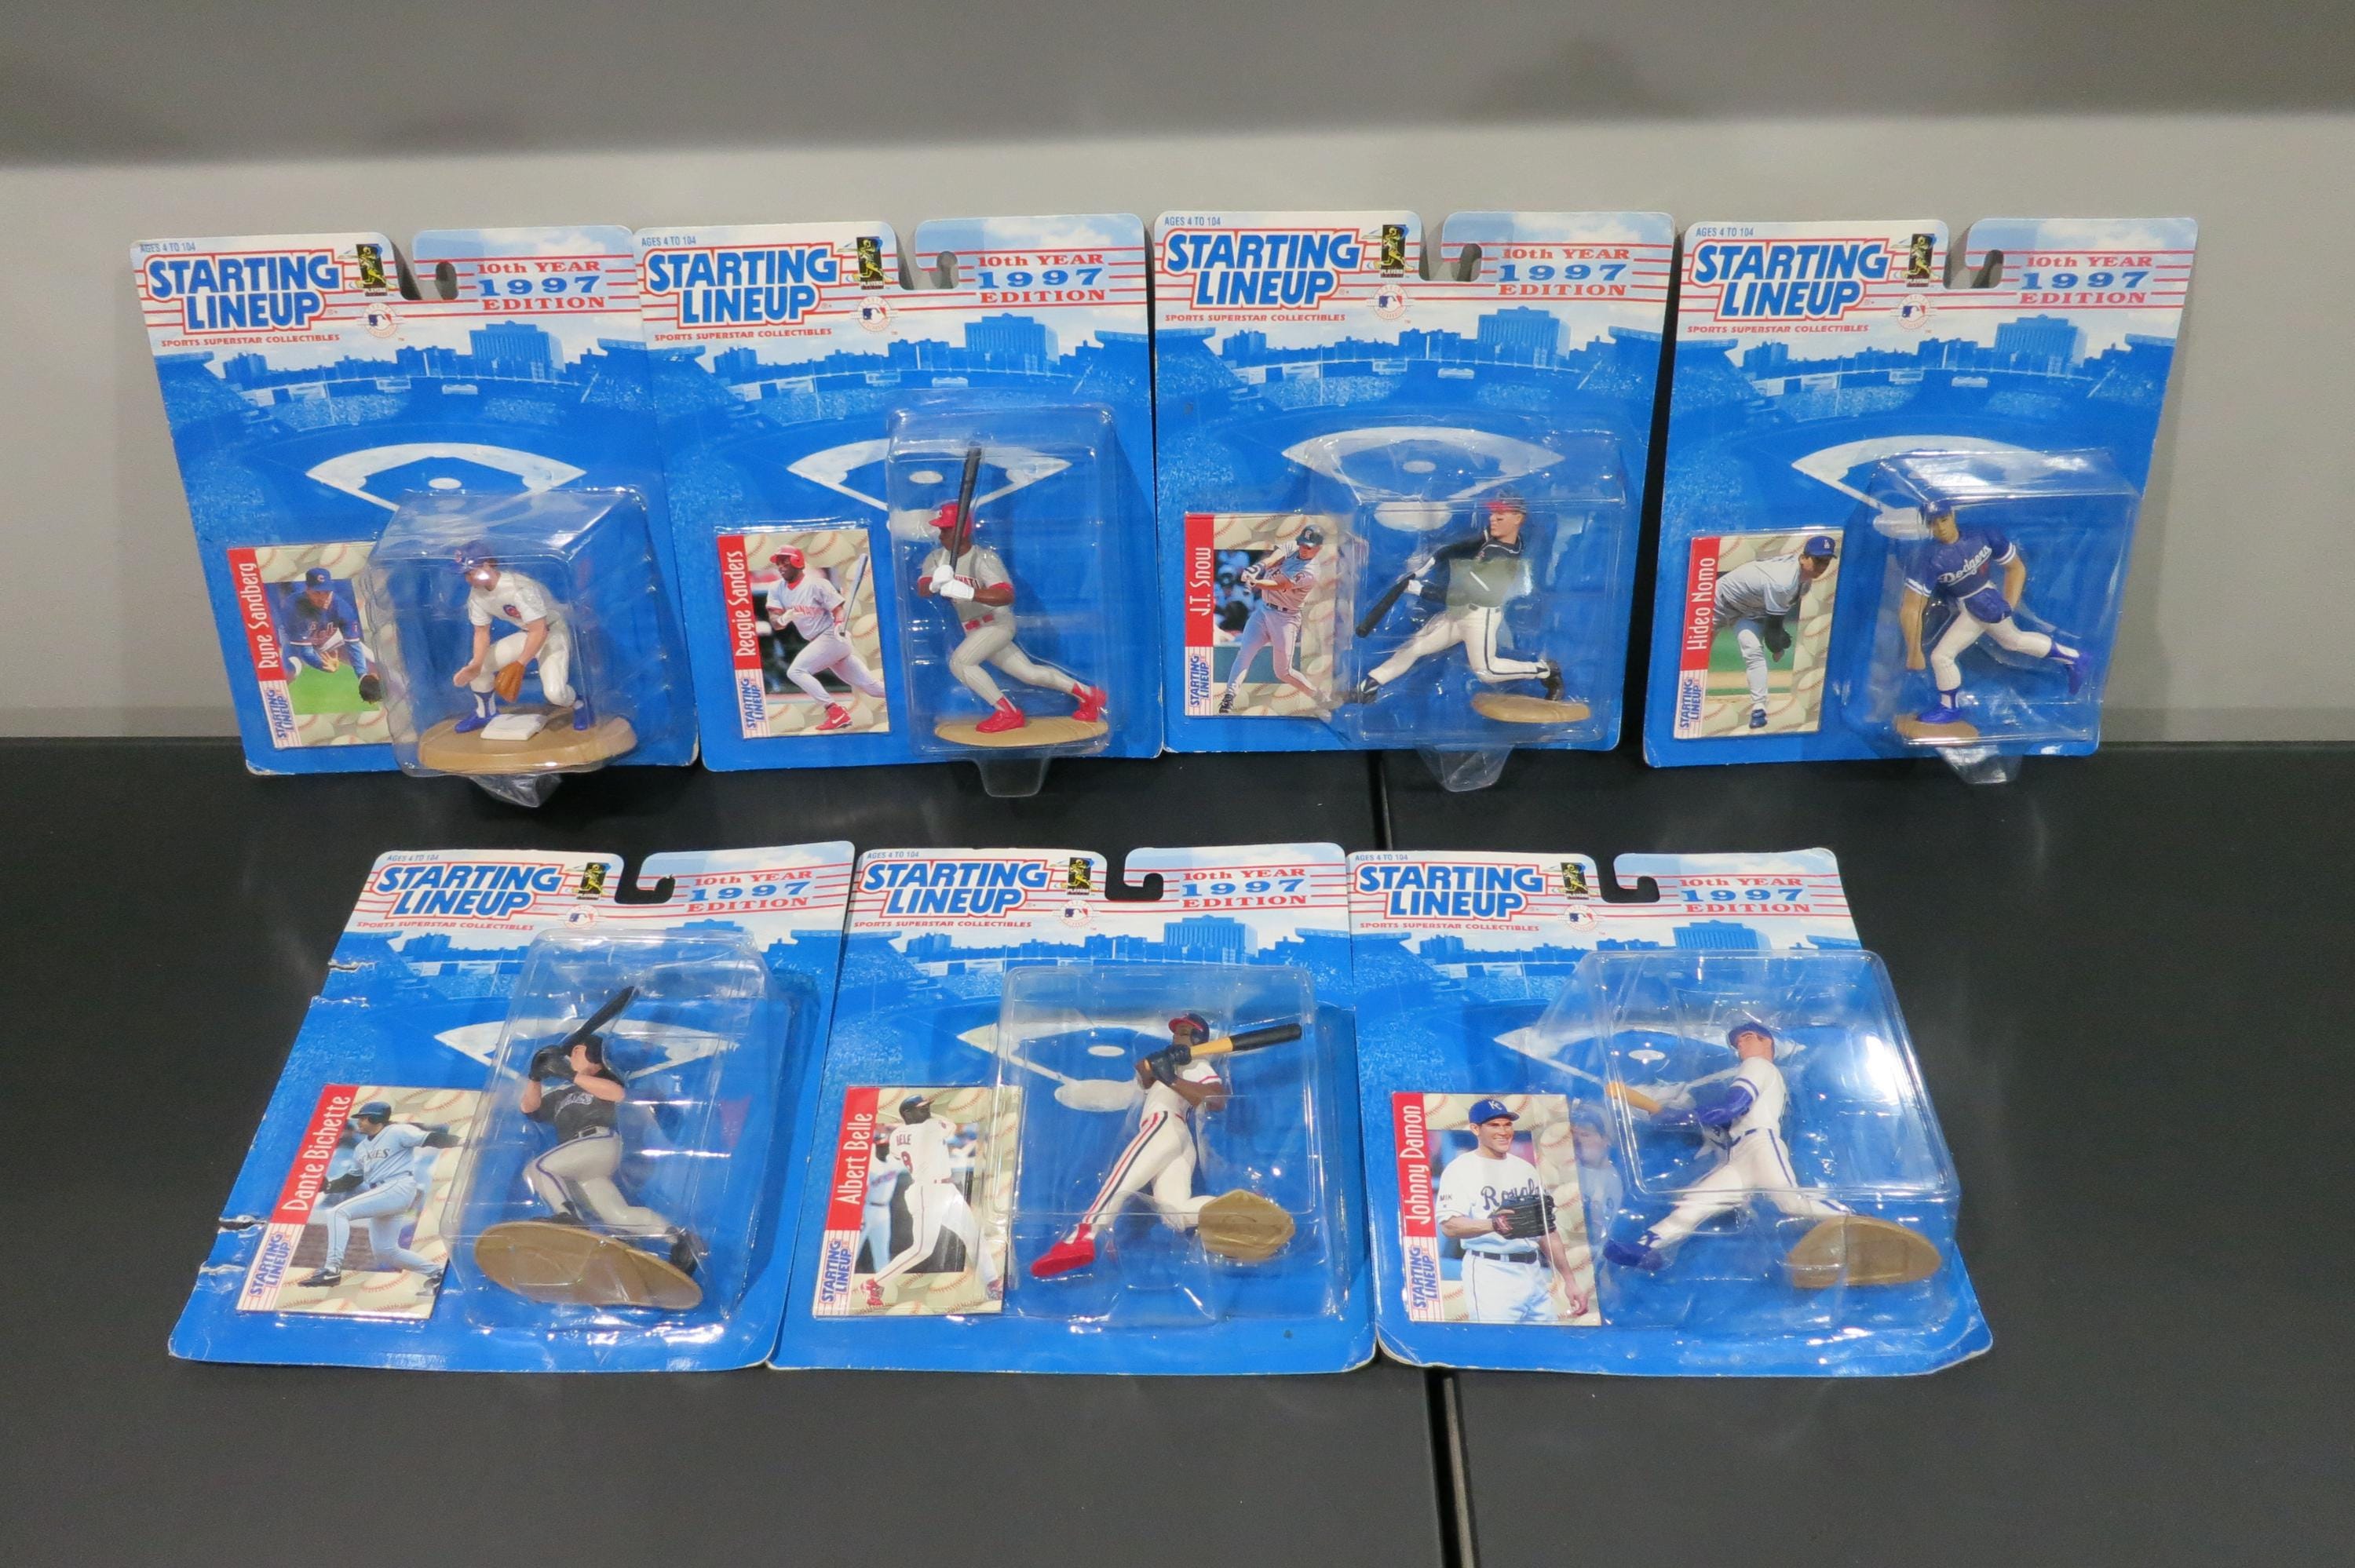 AGES 4 TO 104
STARTING
LINEUP
SPORTS SUPERSTAR COLLECTIBLES
10th YEAR
1997
EDITION
Ryne Sandberg
STARTING
LINEUP
AGES 4 TO 104
STARTING
LINEUP
SPORTS SUPERSTAR COLLECTIBLES
10th YEAR
1997
EDITION
Reggie Sanders
STARTING
LINEUP
AGES 4 TO 104
STARTING
LINEUP
SPORTS SUPERSTAR COLLECTIBLES
PLAYERS
10th YEAR
1997
EDITION
J.T. Snow
STARTING
LINEUP
AGES 4 TO 104
STARTING
LINEUP
SPORTS SUPERSTAR COLLECTIBLES
10th YEAR
1997
EDITION
Hideo Nomo
STARTING
LINEUP
Dodgers
AGES 4 TO 104
STARTING
LINEUP
SPORTS SUPERSTAR COLLECTIBLES
10th YEAR
1997
EDITION
Dante Bichette
STARTING
LINEUP
AGES 4 TO 104
STARTING
LINEUP
SPORTS SUPERSTAR COLLECTIBLES
10th YEAR
1997
EDITION
Albert Belle
STARTING
LINEUP
AGES 4 TO 104
STARTING
LINEUP
SPORTS SUPERSTAR COLLECTIBLES
10th YEAR
1997
EDITION
Johnny Damon
STARTING
LINEUP
Royals